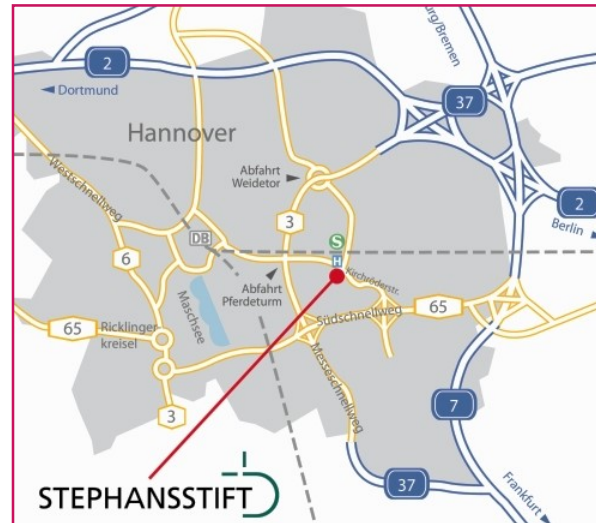 burg/Bremen
2
◄ Dortmund
37
Hannover
Abfahrt
Weidetor
Westschnellweg
3
2
Berlin
S
DB
H
6
Kirchröderstr.
Abfahrt
Pferdeturm
Maschsee
65
Ricklinger
kreisel
Südschnellweg
65
Messeschnellweg
3
7
37
Frankfurt
STEPHANSSTIFT